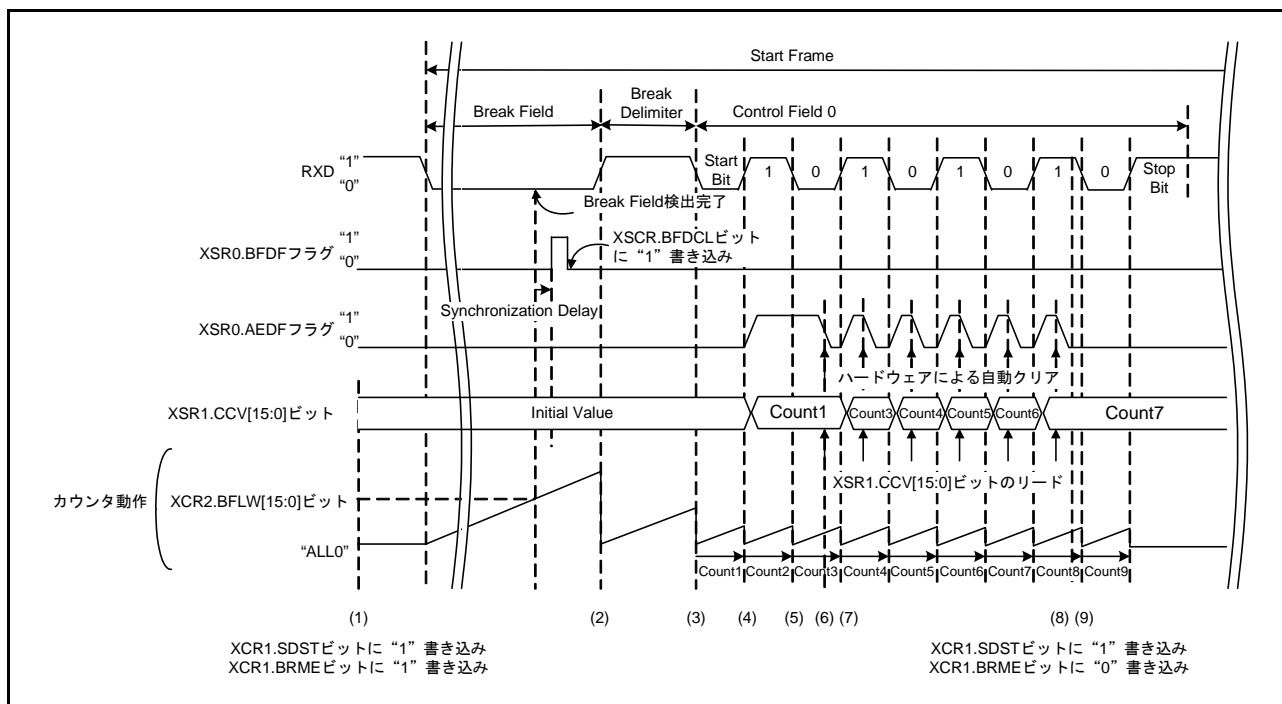 Start Frame
Break Field
Break
Delimiter
Control Field 0
RXD
“1”
“0”
Start
Bit
1
0
1
0
1
0
1
0
Stop
Bit
Break Field検出完了
XSR0.BFDFフラグ
“1”
“0”
XSCR.BFDCLビット
に“1”書き込み
Synchronization Delay
XSR0.AEDFフラグ
“1”
“0”
ハードウェアによる自動クリア
XSR1.CCV[15:0]ビット
Initial Value
Count1
Count3
Count4
Count5
Count6
Count7
XSR1.CCV[15:0]ビットのリード
カウンタ動作
XCR2.BFLW[15:0]ビット
“ALL0”
Count1
Count2
Count3
Count4
Count5
Count6
Count7
Count8
Count9
(1)
(2)
(3)
(4)
(5)
(6)
(7)
(8)
(9)
XCR1.SDSTビットに“1”書き込み
XCR1.BRMEビットに“1”書き込み
XCR1.SDSTビットに“1”書き込み
XCR1.BRMEビットに“0”書き込み